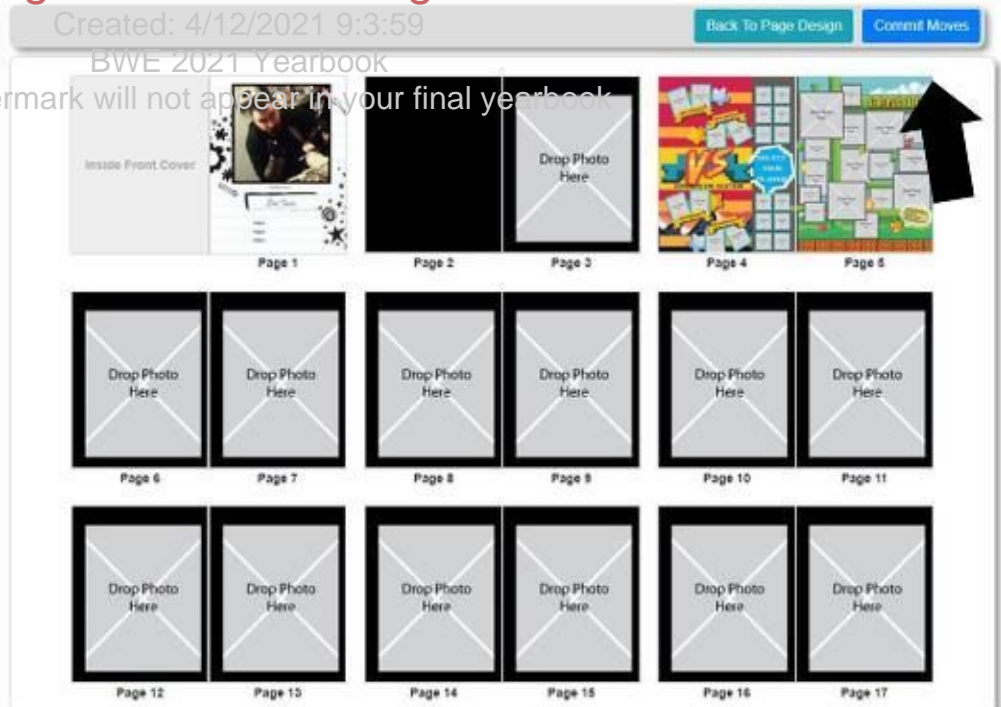 Created: 4/12/2021 9:3:59
Back To Page Design
Commit Moves
BWE 2021 Yearbook
ermark will not appear in your final yearbook
Inside Front Cover
Drop Photo
Here
VS
Page 1
Page 2
Page 3
Page 4
Page 5
Drop Photo
Here
Drop Photo
Here
Drop Photo
Here
Drop Photo
Here
Drop Photo
Here
Drop Photo
Here
Page 6
Page 7
Page 8
Page 9
Page 10
Page 11
Drop Photo
Here
Drop Photo
Here
Drop Photo
Here
Drop Photo
Here
Drop Photo
Here
Drop Photo
Here
Page 12
Page 13
Page 14
Page 15
Page 16
Page 17